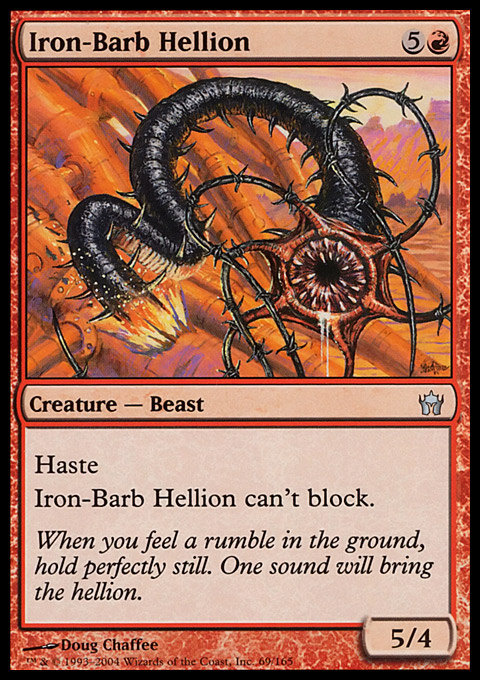 Iron-Barb Hellion 5
Creature — Beast
Haste
Iron-Barb Hellion can't block.
When you feel a rumble in the ground,
hold perfectly still. One sound will bring
the hellion.
Doug Chaffee
5/4
™ & © 1993-2004 Wizards of the Coast, Inc. 69/165